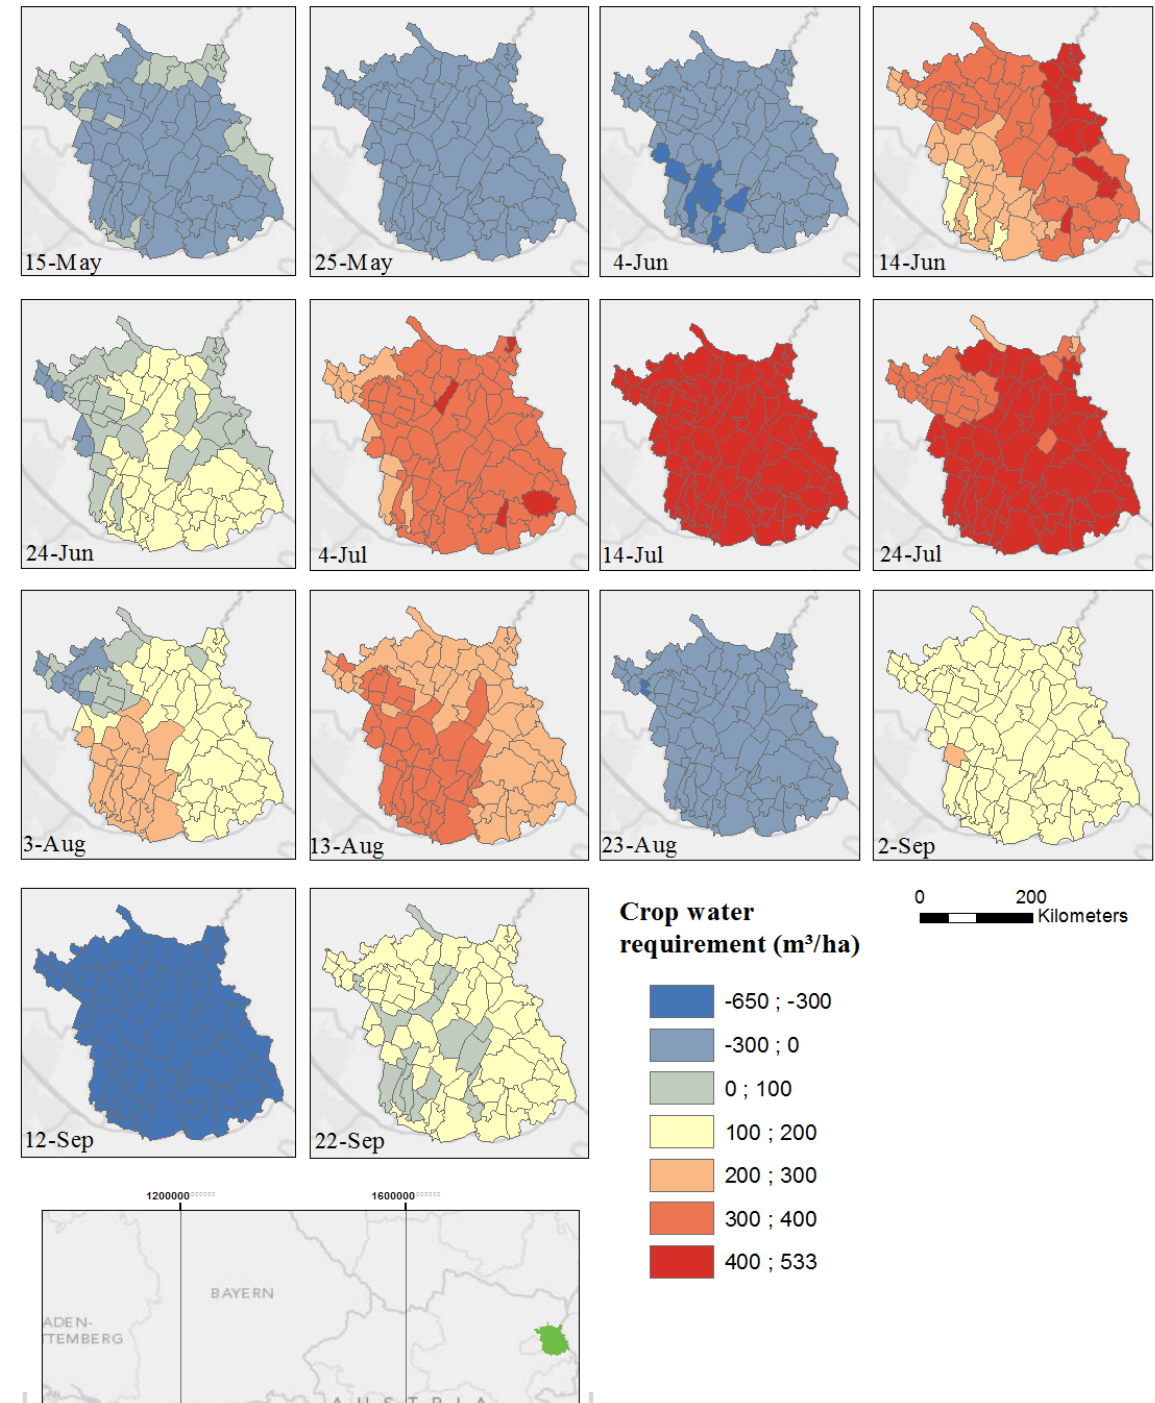 15-May
25-May
4-Jun
14-Jun
24-Jun
4-Jul
14-Jul
24-Jul
3-Aug
13-Aug
23-Aug
2-Sep
12-Sep
22-Sep
0 200
Kilometers
Crop water
requirement (m³/ha)
-650 ; -300
-300 ; 0
0 ; 100
100 ; 200
200 ; 300
300 ; 400
400 ; 533
1200000
1600000
BAYERN
ADEN-
TTEMBERG